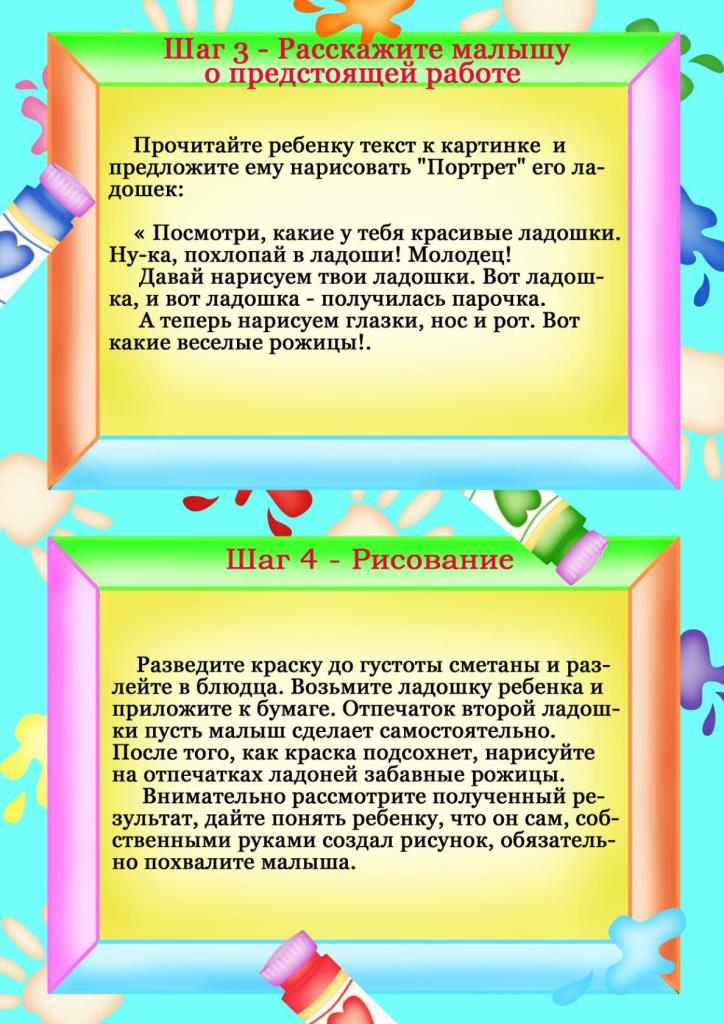 Шаг 3 - Расскажите малышу
о предстоящей работе
Прочитайте ребенку текст к картинке и
предложите ему нарисовать "Портрет" его ла-
дошек:
« Посмотри, какие у тебя красивые ладошки.
Ну-ка, похлопай в ладоши! Молодец!
Давай нарисуем твои ладошки. Вот ладош-
ка, и вот ладошка - получилась парочка.
А теперь нарисуем глазки, нос и рот. Вот
какие веселые рожицы!.
Шаг 4 - Рисование
Разведите краску до густоты сметаны и раз-
лейте в блюдца. Возьмите ладошку ребенка и
приложите к бумаге. Отпечаток второй ладош-
ки пусть малыш сделает самостоятельно.
После того, как краска подсохнет, нарисуйте
на отпечатках ладоней забавные рожицы.
Внимательно рассмотрите полученный ре-
зультат, дайте понять ребенку, что он сам, соб-
ственными руками создал рисунок, обязатель-
но похвалите малыша.